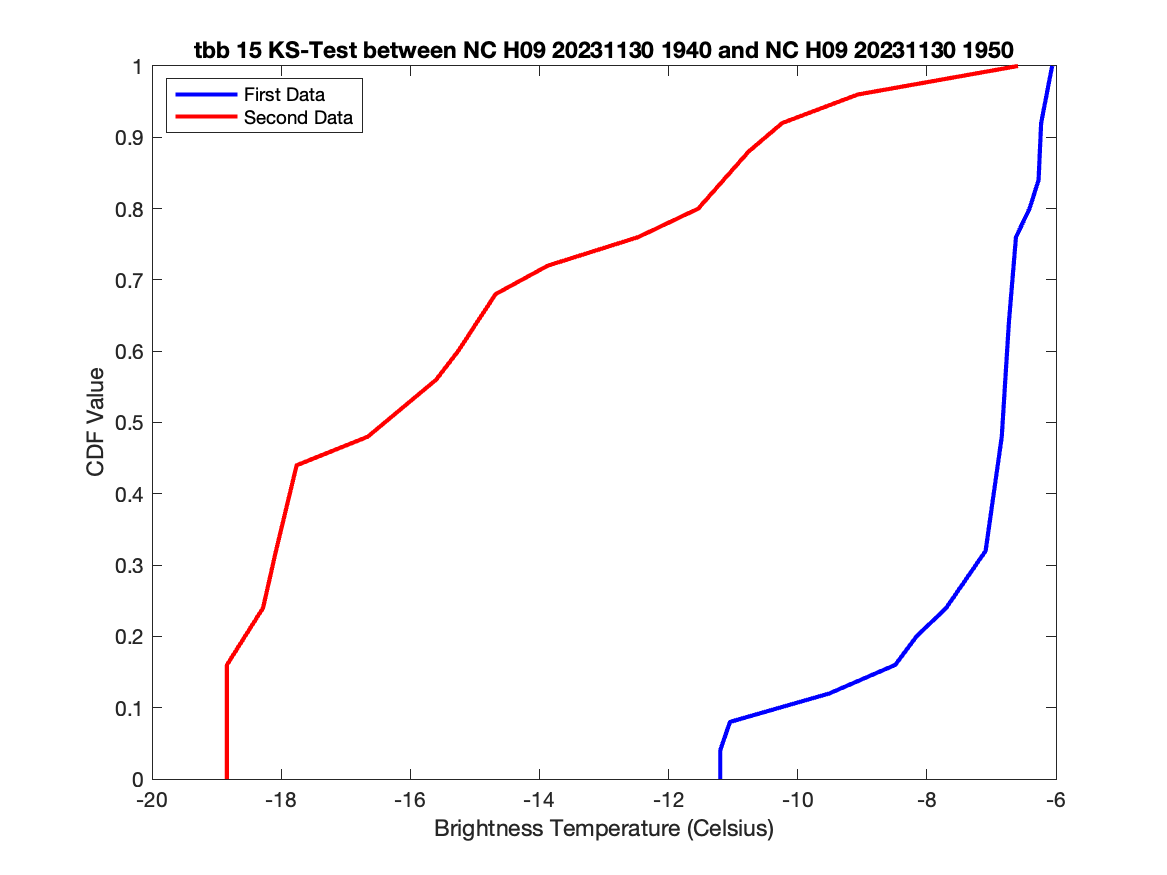 tbb 15 KS-Test between NC H09 20231130 1940 and NC H09 20231130 1950
First Data
Second Data
1
0.9
0.8
0.7
0.6
0.5
0.4
0.3
0.2
0.1
0
CDF Value
-20 -18 -16 -14 -12 -10 -8 -6
Brightness Temperature (Celsius)